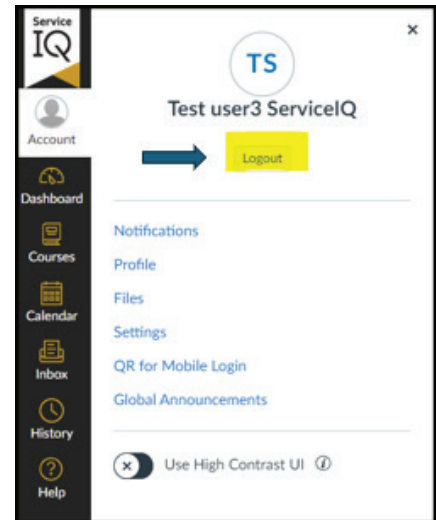 Service
IQ
×
TS
Test user3 ServiceIQ
Logout
Account
Dashboard
Courses
Calendar
Inbox
History
Help
Notifications
Profile
Files
Settings
QR for Mobile Login
Global Announcements
Use High Contrast UI